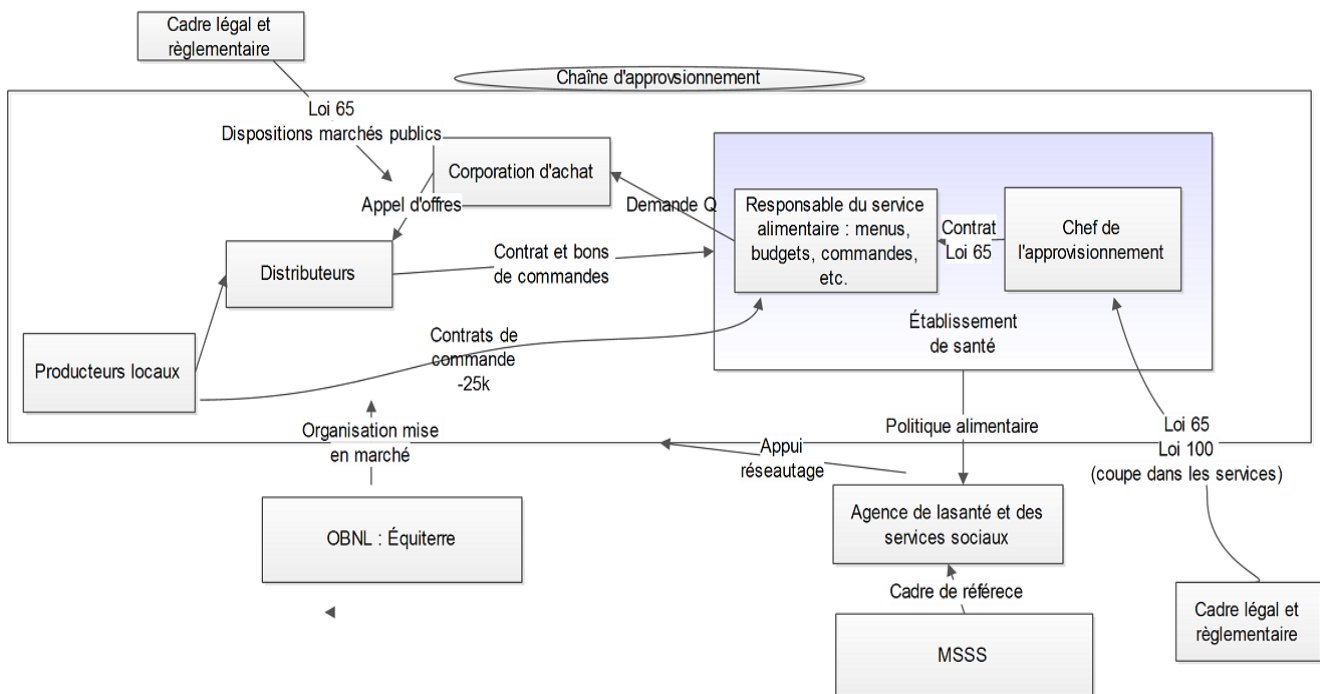 Cadre légal et
règlementaire
Chaîne d'approvsionnement
Loi 65
Dispositions marchés publics
Corporation d'achat
Appel d'offres
Demande Q
Responsable du service
alimentaire : menus,
budgets, commandes,
etc.
Contrat
Loi 65
Chef de
l'approvisionnement
Distributeurs
Contrat et bons
de commandes
Établissement
de santé
Producteurs locaux
Contrats de
commande
-25k
Organisation mise
en marché
Politique alimentaire
Appui
réseautage
Loi 65
Loi 100
(coupe dans les services)
OBNL : Équiterre
Agence de lasanté et des
services sociaux
Cadre de référece
MSSS
Cadre légal et
règlementaire